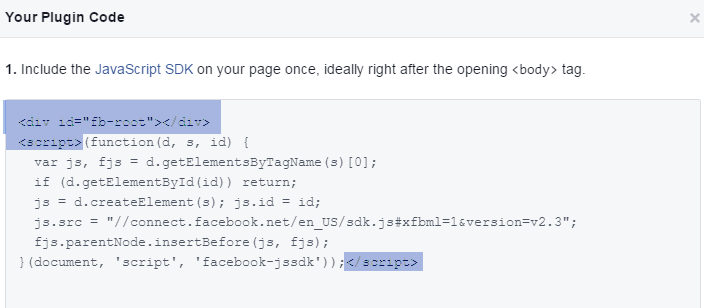 Your Plugin Code ×
1. Include the JavaScript SDK on your page once, ideally right after the opening <body> tag.
<div id="fb-root"></div>
<script>(function(d, s, id) {
  var js, fjs = d.getElementsByTagName(s)[0];
  if (d.getElementById(id)) return;
  js = d.createElement(s); js.id = id;
  js.src = "//connect.facebook.net/en_US/sdk.js#xfbml=1&version=v2.3";
  fjs.parentNode.insertBefore(js, fjs);
}(document, 'script', 'facebook-jssdk'));</script>